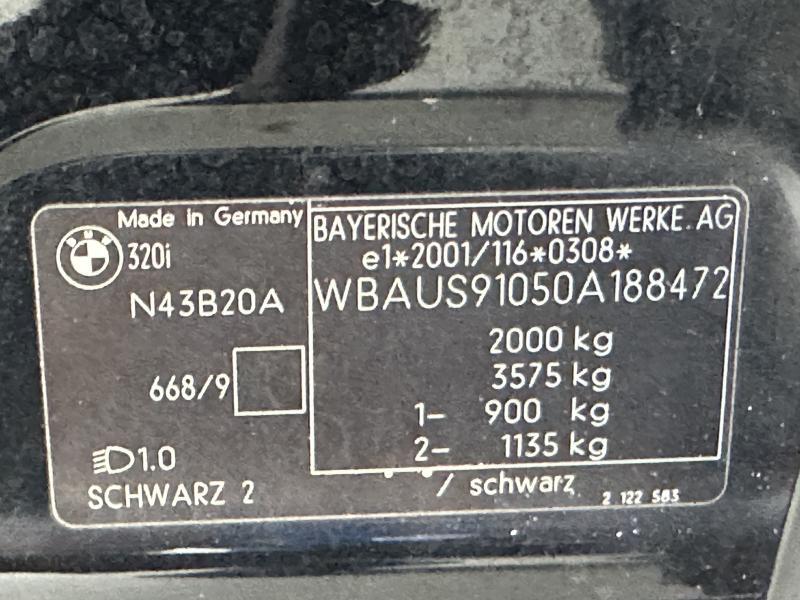 Made in Germany
BMW
320i
N43B20A
668/9
1.0
SCHWARZ 2
BAYERISCHE MOTOREN WERKE AG
e1*2001/116*0308*
WBAUS91050A188472
2000 kg
3575 kg
1- 900 kg
2- 1135 kg
/ schwarz
2 122 583